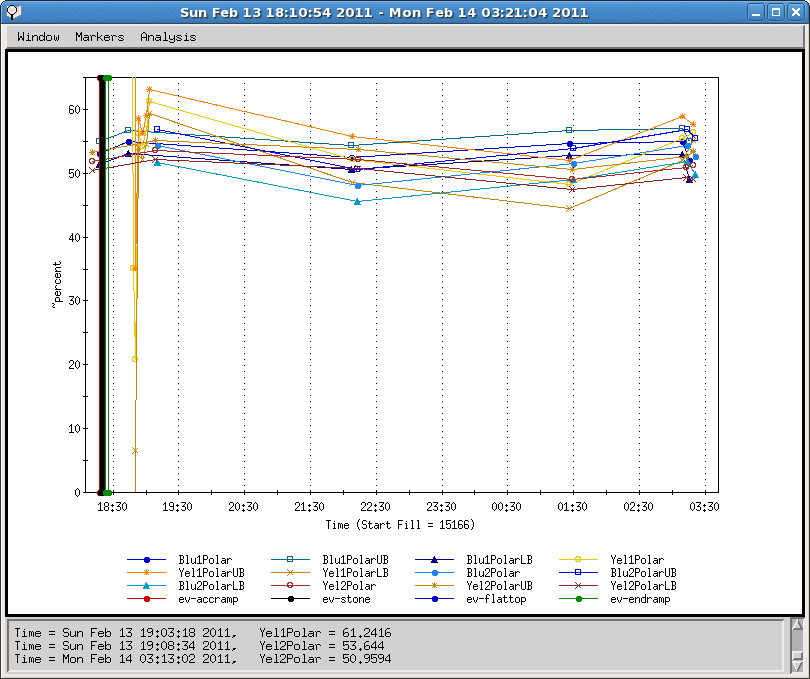 Sun Feb 13 18:10:54 2011 - Mon Feb 14 03:21:04 2011
Window Markers Analysis
60
50
40
~percent
30
20
10
0
18:30 19:30 20:30 21:30 22:30 23:30 00:30 01:30 02:30 03:30
Time (Start Fill = 15166)
Blu1Polar Blu1PolarUB Blu1PolarLB Yel1Polar
Yel1PolarUB Yel1PolarLB Blu2Polar Blu2PolarUB
Blu2PolarLB Yel2Polar Yel2PolarUB Yel2PolarLB
ev-accramp ev-stone ev-flattop ev-endramp
Time = Sun Feb 13 19:03:18 2011, Yel1Polar = 61.2416
Time = Sun Feb 13 19:08:34 2011, Yel2Polar = 53.644
Time = Mon Feb 14 03:13:02 2011, Yel2Polar = 50.9594